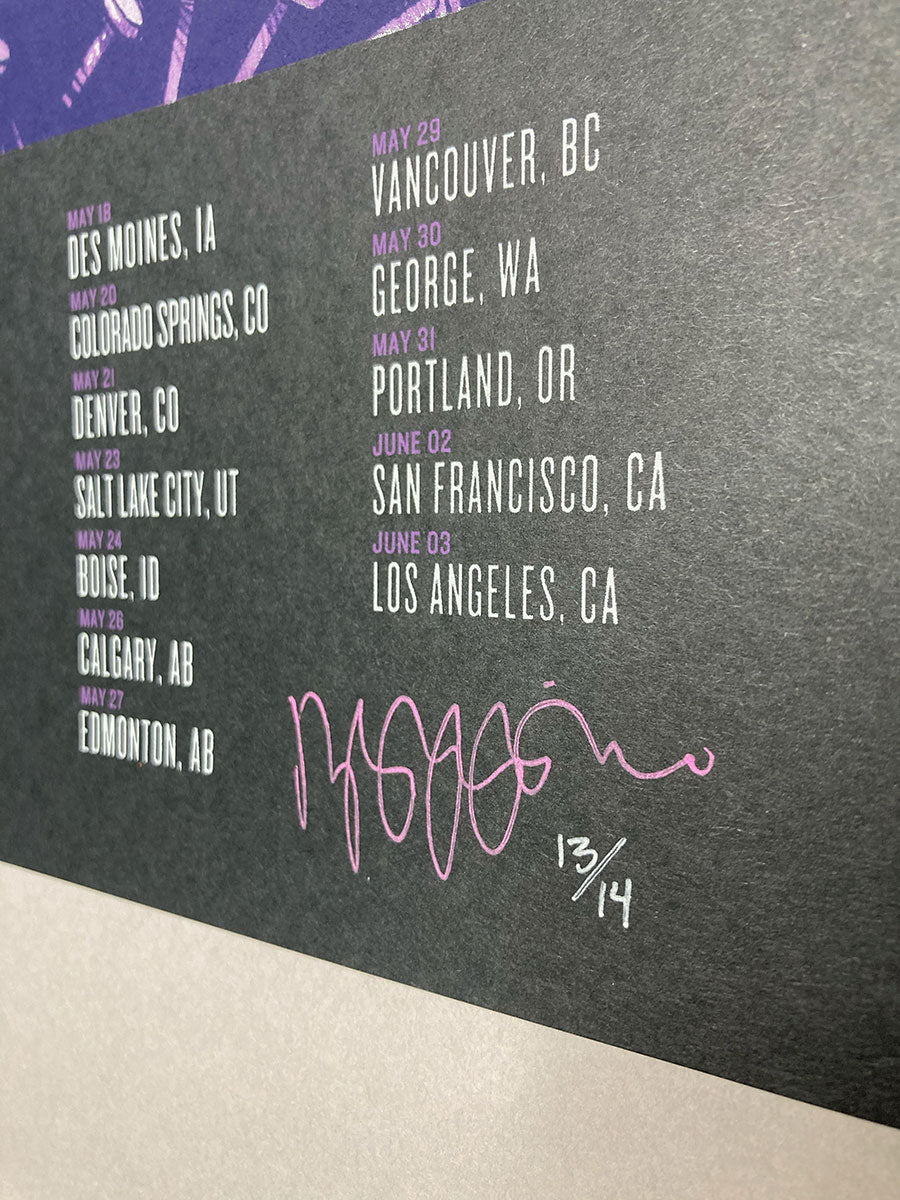 MAY 18
DES MOINES, IA
MAY 20
COLORADO SPRINGS, CO
MAY 21
DENVER, CO
MAY 23
SALT LAKE CITY, UT
MAY 24
BOISE, ID
MAY 26
CALGARY, AB
MAY 27
EDMONTON, AB
MAY 29
VANCOUVER, BC
MAY 30
GEORGE, WA
MAY 31
PORTLAND, OR
JUNE 02
SAN FRANCISCO, CA
JUNE 03
LOS ANGELES, CA
13/14